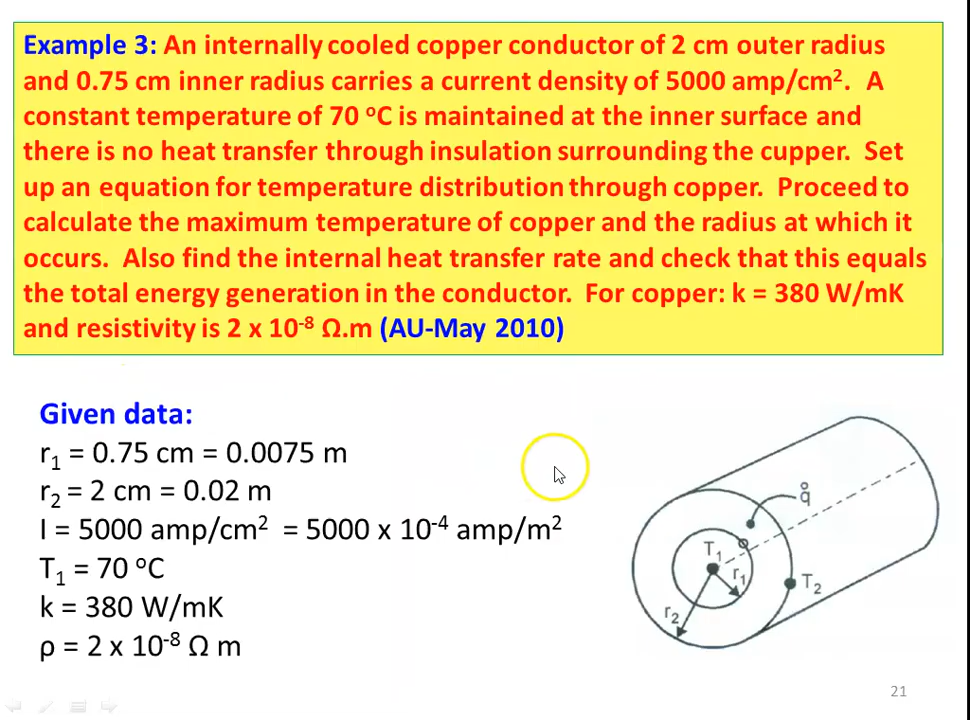 Example 3: An internally cooled copper conductor of 2 cm outer radius
and 0.75 cm inner radius carries a current density of 5000 amp/cm². A
constant temperature of 70 ᵒC is maintained at the inner surface and
there is no heat transfer through insulation surrounding the cupper. Set
up an equation for temperature distribution through copper. Proceed to
calculate the maximum temperature of copper and the radius at which it
occurs. Also find the internal heat transfer rate and check that this equals
the total energy generation in the conductor. For copper: k = 380 W/mK
and resistivity is 2 x 10⁻⁸ Ω.m (AU-May 2010)
Given data:
r₁ = 0.75 cm = 0.0075 m
r₂ = 2 cm = 0.02 m
I = 5000 amp/cm² = 5000 x 10⁻⁴ amp/m²
T₁ = 70 ᵒC
k = 380 W/mK
ρ = 2 x 10⁻⁸ Ω m
q̊
T₁
r₁
T₂
r₂
21